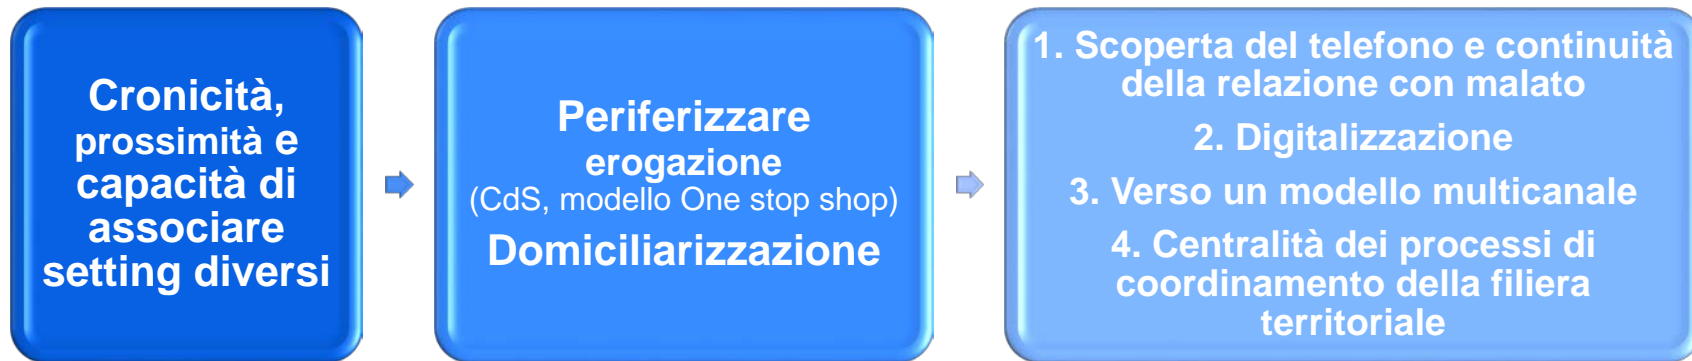 Cronicità,
prossimità e
capacità di
associare
setting diversi
Periferizzare
erogazione
(CdS, modello One stop shop)
Domiciliarizzazione
1. Scoperta del telefono e continuità
della relazione con malato
2. Digitalizzazione
3. Verso un modello multicanale
4. Centralità dei processi di
coordinamento della filiera
territoriale